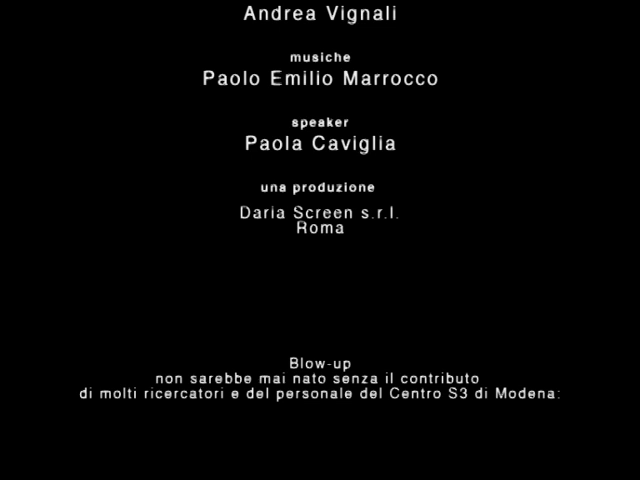 Andrea Vignali
musiche
Paolo Emilio Marrocco
speaker
Paola Caviglia
una produzione
Daria Screen s.r.l.
Roma
Blow-up
non sarebbe mai nato senza il contributo
di molti ricercatori e del personale del Centro S3 di Modena: